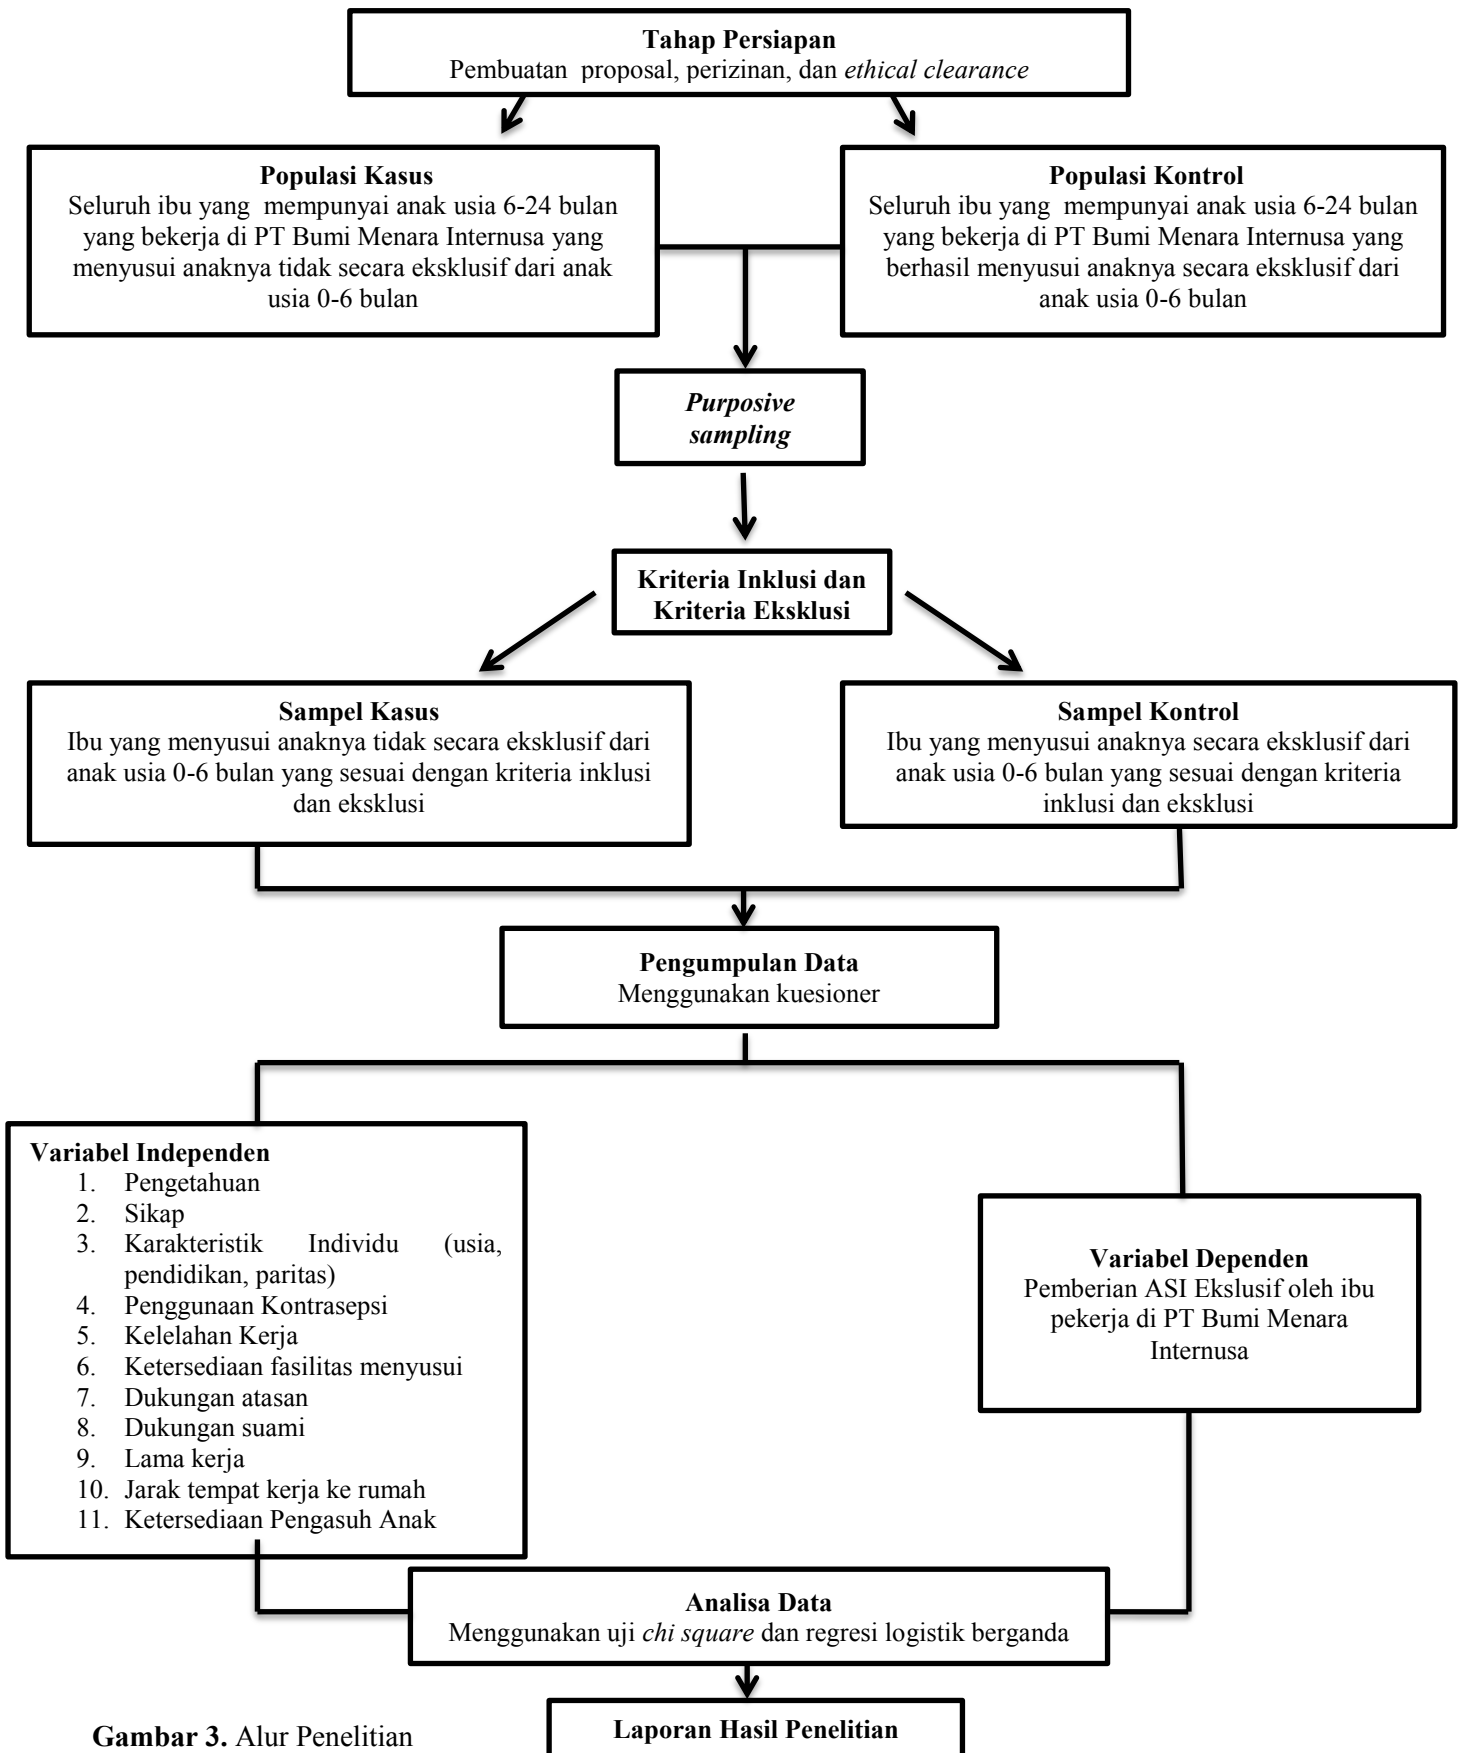 Tahap Persiapan
Pembuatan proposal, perizinan, dan ethical clearance
Populasi Kasus
Seluruh ibu yang mempunyai anak usia 6-24 bulan
yang bekerja di PT Bumi Menara Internusa yang
menyusui anaknya tidak secara eksklusif dari anak
usia 0-6 bulan
Populasi Kontrol
Seluruh ibu yang mempunyai anak usia 6-24 bulan
yang bekerja di PT Bumi Menara Internusa yang
berhasil menyusui anaknya secara eksklusif dari
anak usia 0-6 bulan
Purposive
sampling
Kriteria Inklusi dan
Kriteria Eksklusi
Sampel Kasus
Ibu yang menyusui anaknya tidak secara eksklusif dari
anak usia 0-6 bulan yang sesuai dengan kriteria inklusi
dan eksklusi
Sampel Kontrol
Ibu yang menyusui anaknya secara eksklusif dari
anak usia 0-6 bulan yang sesuai dengan kriteria
inklusi dan eksklusi
Pengumpulan Data
Menggunakan kuesioner
Variabel Independen
1. Pengetahuan
2. Sikap
3. Karakteristik Individu (usia,
pendidikan, paritas)
4. Penggunaan Kontrasepsi
5. Kelelahan Kerja
6. Ketersediaan fasilitas menyusui
7. Dukungan atasan
8. Dukungan suami
9. Lama kerja
10. Jarak tempat kerja ke rumah
11. Ketersediaan Pengasuh Anak
Variabel Dependen
Pemberian ASI Ekslusif oleh ibu
pekerja di PT Bumi Menara
Internusa
Analisa Data
Menggunakan uji chi square dan regresi logistik berganda
Laporan Hasil Penelitian
Gambar 3. Alur Penelitian